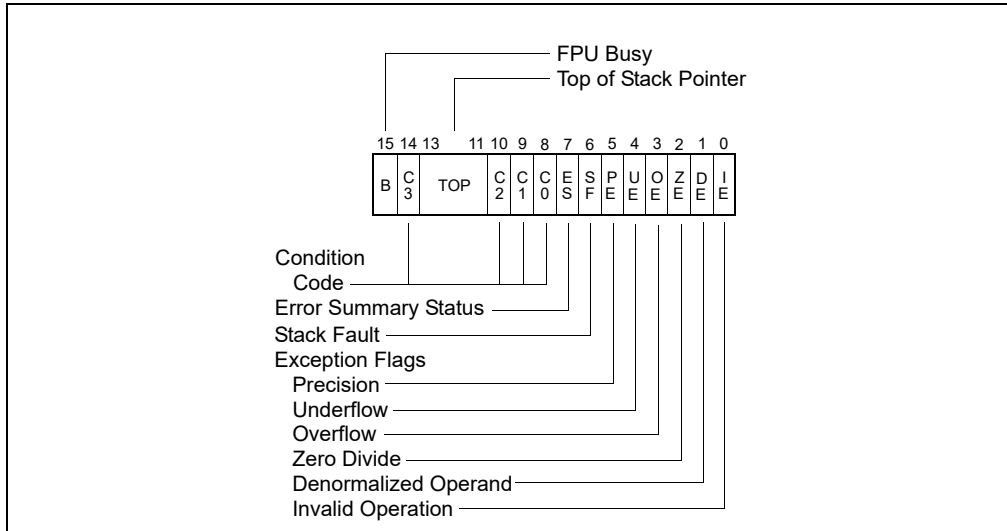 FPU Busy
Top of Stack Pointer
15 14 13 11 10 9 8 7 6 5 4 3 2 1 0
B C3 TOP C2 C1 C0 ES SF PE UE OE ZE DE IE
Condition
Code
Error Summary Status
Stack Fault
Exception Flags
Precision
Underflow
Overflow
Zero Divide
Denormalized Operand
Invalid Operation